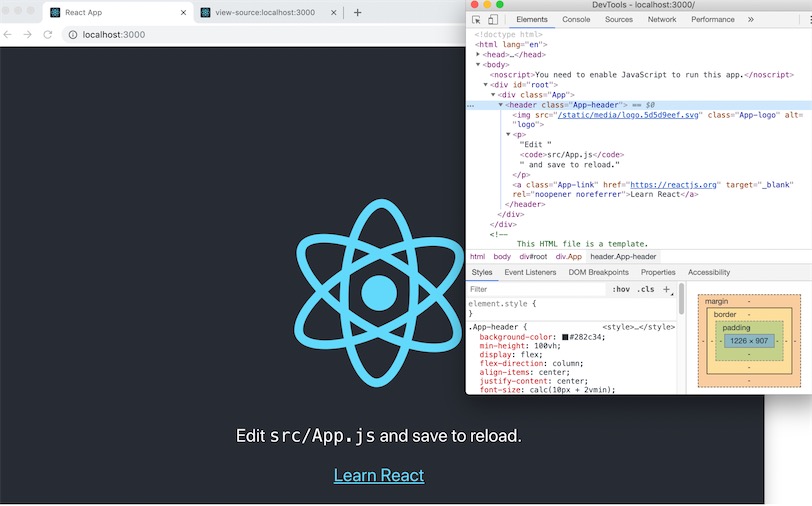 React App
view-source:localhost:3000
localhost:3000
Edit src/App.js and save to reload.
Learn React
DevTools - localhost:3000/
Elements Console Sources Network Performance »
<!doctype html>
<html lang="en">
<head>…</head>
<body>
<noscript>You need to enable JavaScript to run this app.</noscript>
<div id="root">
<div class="App">
… <header class="App-header"> == $0
<img src="/static/media/logo.5d5d9eef.svg" class="App-logo" alt=
"logo">
<p>
"Edit "
<code>src/App.js</code>
" and save to reload."
</p>
<a class="App-link" href="https://reactjs.org" target="_blank"
rel="noopener noreferrer">Learn React</a>
</header>
</div>
</div>
<!--
This HTML file is a template.
html body div#root div.App header.App-header
Styles Event Listeners DOM Breakpoints Properties Accessibility
Filter :hov .cls +
element.style {
}
.App-header { <style>…</style>
background-color: #282c34;
min-height: 100vh;
display: flex;
flex-direction: column;
align-items: center;
justify-content: center;
font-size: calc(10px + 2vmin);
margin -
border -
padding -
- - - 1226 × 907 - - -
-
-
-